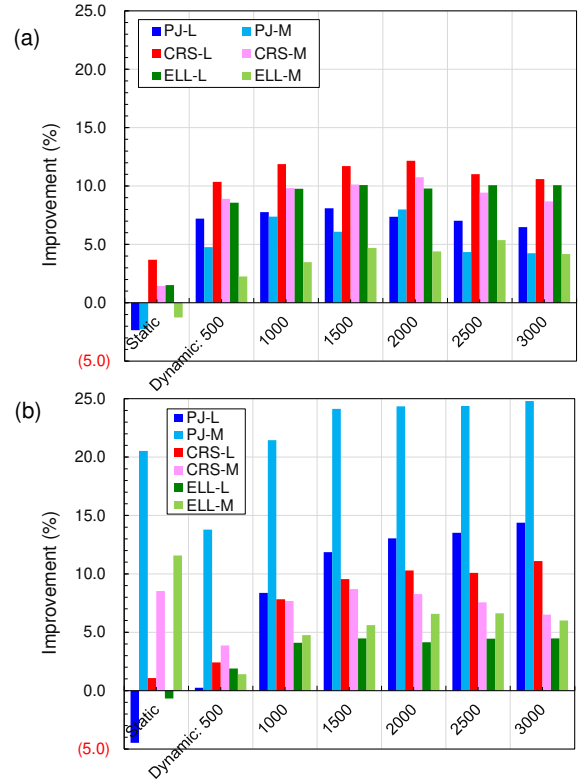 (a)
25.0
20.0
15.0
10.0
5.0
0.0
(5.0)
Improvement (%)
PJ-L PJ-M
CRS-L CRS-M
ELL-L ELL-M
Static
Dynamic: 500
1000
1500
2000
2500
3000
(b)
25.0
20.0
15.0
10.0
5.0
0.0
(5.0)
Improvement (%)
PJ-L
PJ-M
CRS-L
CRS-M
ELL-L
ELL-M
Static
Dynamic: 500
1000
1500
2000
2500
3000